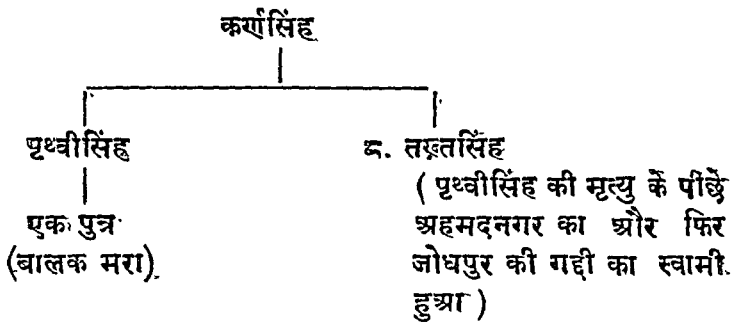 कर्णसिंह
पृथ्वीसिंह
८. तख़्तसिंह
( पृथ्वीसिंह की मृत्यु के पीछे
अहमदनगर का और फिर
जोधपुर की गद्दी का स्वामी
हुआ )
एक पुत्र
(बालक मरा)